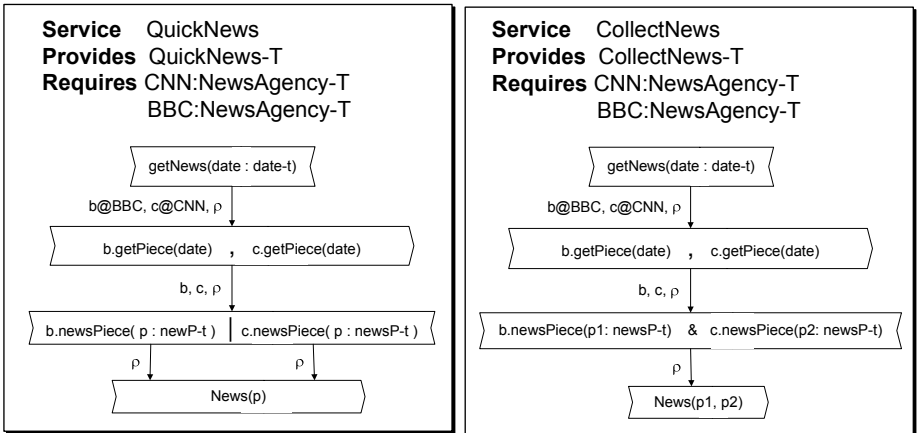 Service QuickNews
Provides QuickNews-T
Requires CNN:NewsAgency-T
BBC:NewsAgency-T
getNews(date : date-t)
b@BBC, c@CNN, ρ
b.getPiece(date) , c.getPiece(date)
b, c, ρ
b.newsPiece( p : newP-t ) | c.newsPiece( p : newsP-t )
ρ ρ
News(p)
Service CollectNews
Provides CollectNews-T
Requires CNN:NewsAgency-T
BBC:NewsAgency-T
getNews(date : date-t)
b@BBC, c@CNN, ρ
b.getPiece(date) , c.getPiece(date)
b, c, ρ
b.newsPiece(p1: newsP-t) & c.newsPiece(p2: newsP-t)
ρ
News(p1, p2)